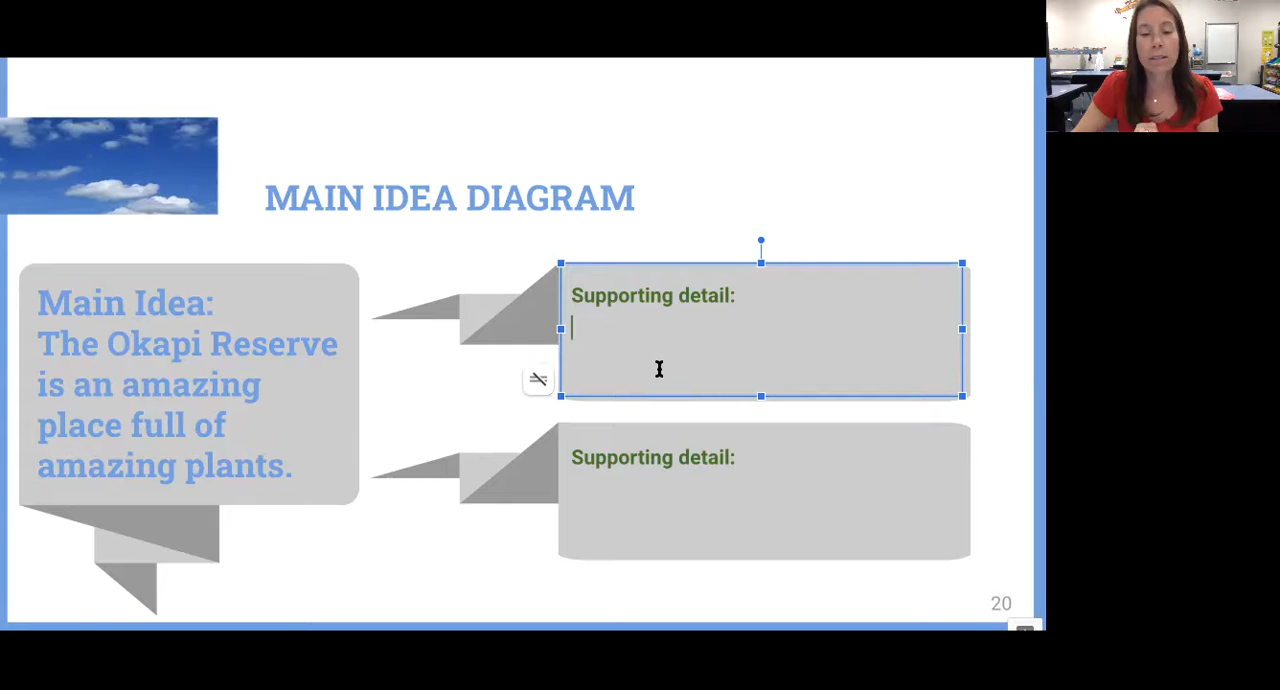 MAIN IDEA DIAGRAM
Main Idea:
The Okapi Reserve
is an amazing
place full of
amazing plants.
Supporting detail:
Supporting detail:
20